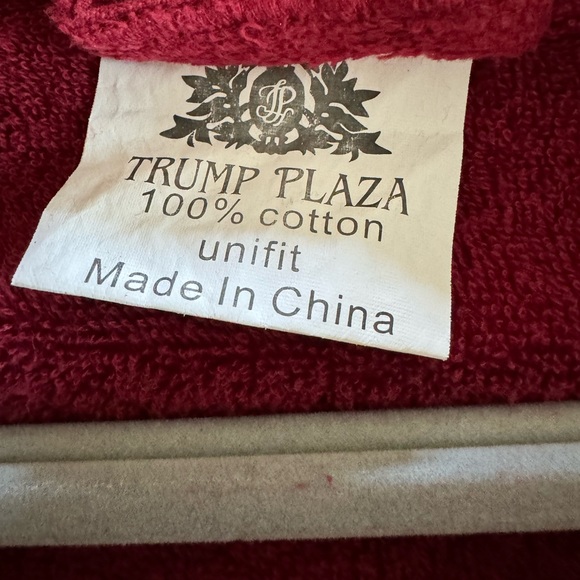 TRUMP PLAZA
100% cotton
unifit
Made In China